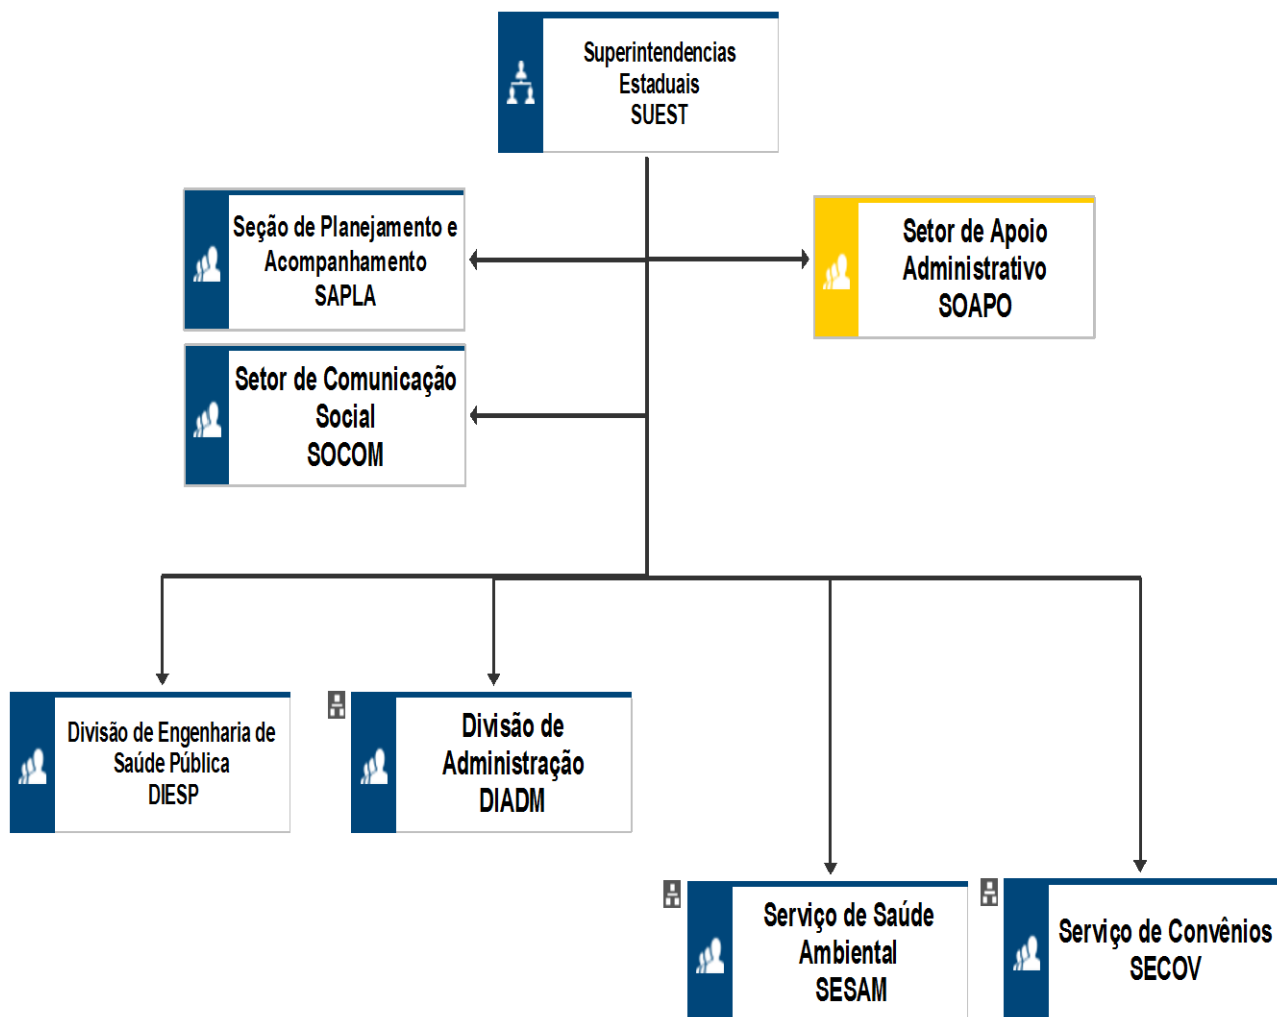 Superintendencias
Estaduais
SUEST
Seção de Planejamento e
Acompanhamento
SAPLA
Setor de Apoio
Administrativo
SOAPO
Setor de Comunicação
Social
SOCOM
Divisão de Engenharia de
Saúde Pública
DIESP
Divisão de
Administração
DIADM
Serviço de Saúde
Ambiental
SESAM
Serviço de Convênios
SECOV